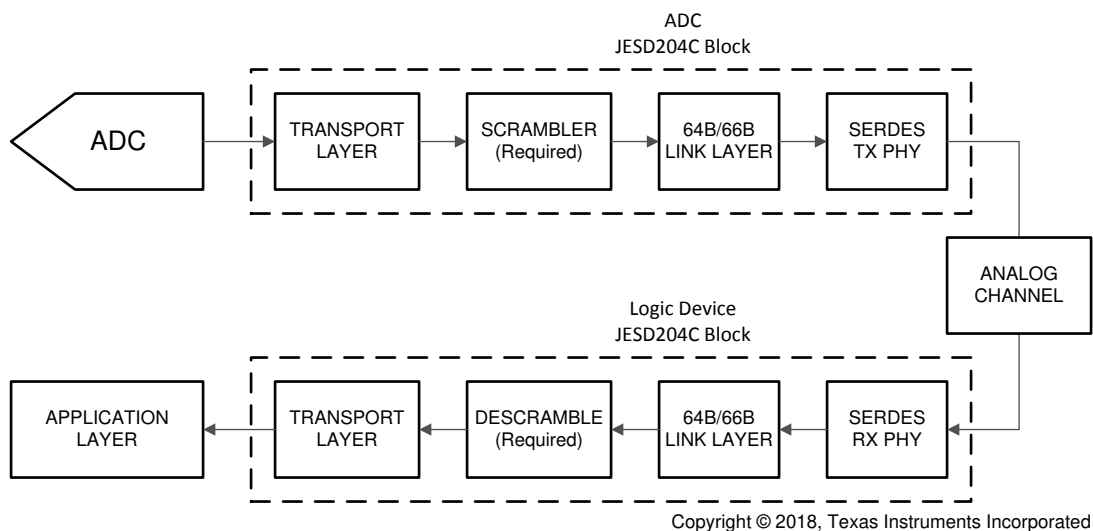 ADC
JESD204C Block
ADC
TRANSPORT
LAYER
SCRAMBLER
(Required)
64B/66B
LINK LAYER
SERDES
TX PHY
ANALOG
CHANNEL
Logic Device
JESD204C Block
APPLICATION
LAYER
TRANSPORT
LAYER
DESCRAMBLE
(Required)
64B/66B
LINK LAYER
SERDES
RX PHY
Copyright © 2018, Texas Instruments Incorporated